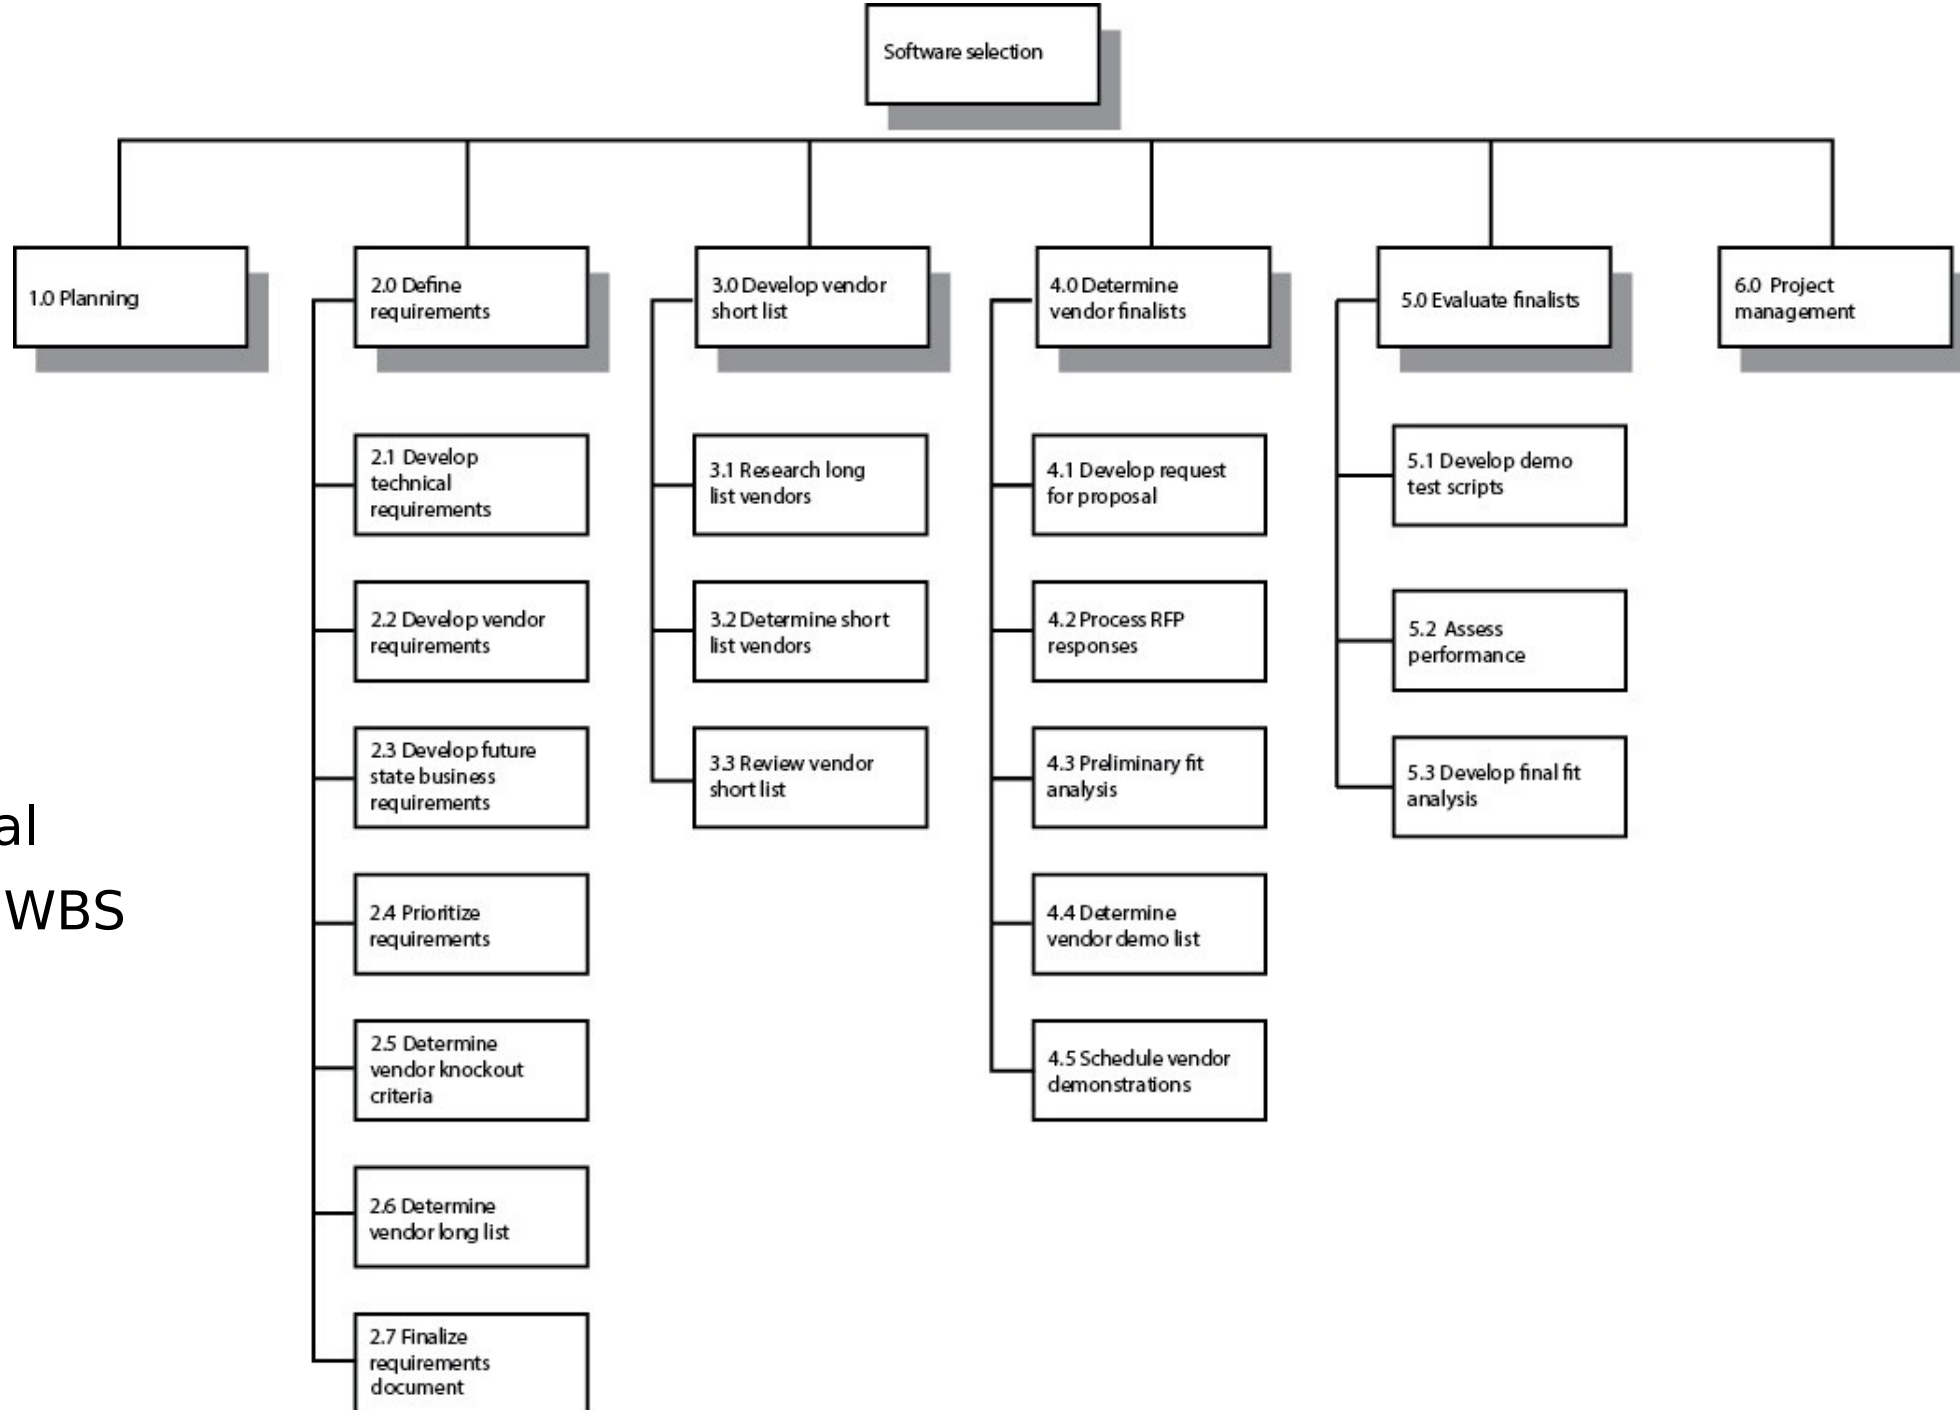 Software selection
1.0 Planning
2.0 Define
requirements
3.0 Develop vendor
short list
4.0 Determine
vendor finalists
5.0 Evaluate finalists
6.0 Project
management
2.1 Develop
technical
requirements
2.2 Develop vendor
requirements
2.3 Develop future
state business
requirements
2.4 Prioritize
requirements
2.5 Determine
vendor knockout
criteria
2.6 Determine
vendor long list
2.7 Finalize
requirements
document
3.1 Research long
list vendors
3.2 Determine short
list vendors
3.3 Review vendor
short list
4.1 Develop request
for proposal
4.2 Process RFP
responses
4.3 Preliminary fit
analysis
4.4 Determine
vendor demo list
4.5 Schedule vendor
demonstrations
5.1 Develop demo
test scripts
5.2 Assess
performance
5.3 Develop final fit
analysis
al
WBS